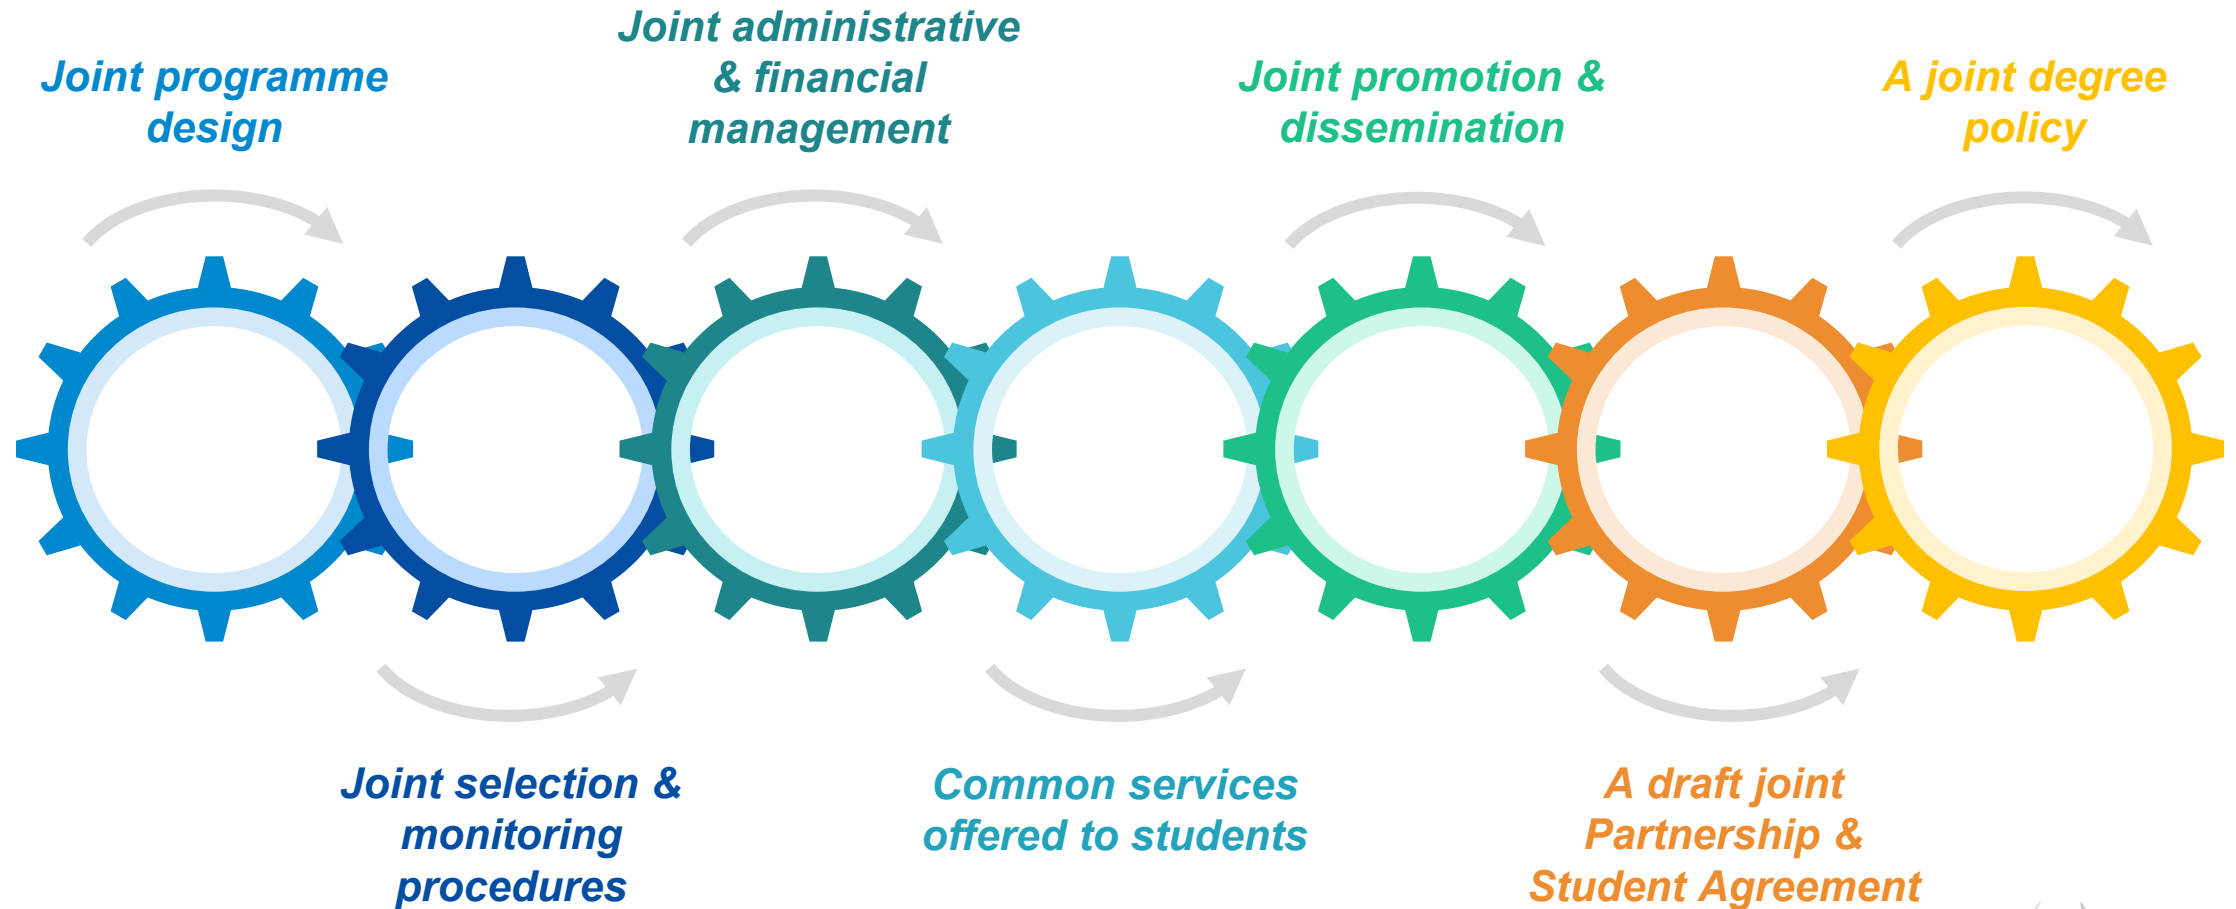 Joint programme
design
Joint selection &
monitoring
procedures
Joint administrative
& financial
management
Common services
offered to students
Joint promotion &
dissemination
A draft joint
Partnership &
Student Agreement
A joint degree
policy